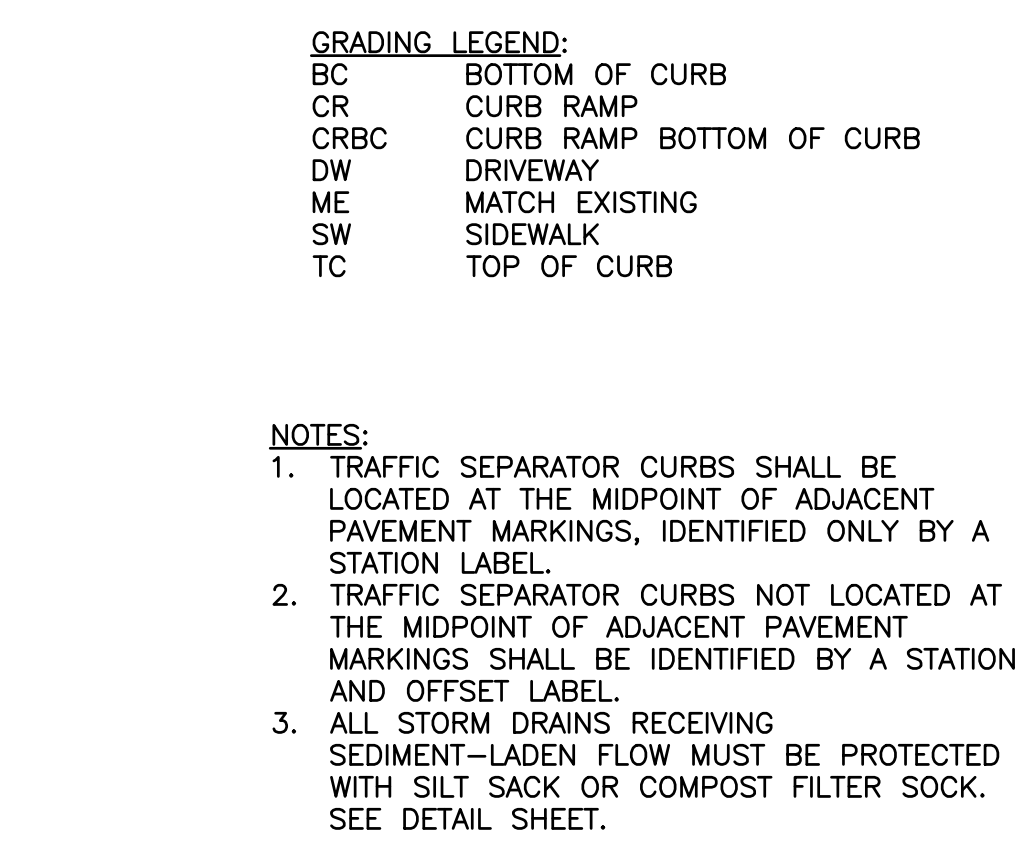 GRADING LEGEND:
BC BOTTOM OF CURB
CR CURB RAMP
CRBC CURB RAMP BOTTOM OF CURB
DW DRIVEWAY
ME MATCH EXISTING
SW SIDEWALK
TC TOP OF CURB
NOTES:
1. TRAFFIC SEPARATOR CURBS SHALL BE
LOCATED AT THE MIDPOINT OF ADJACENT
PAVEMENT MARKINGS, IDENTIFIED ONLY BY A
STATION LABEL.
2. TRAFFIC SEPARATOR CURBS NOT LOCATED AT
THE MIDPOINT OF ADJACENT PAVEMENT
MARKINGS SHALL BE IDENTIFIED BY A STATION
AND OFFSET LABEL.
3. ALL STORM DRAINS RECEIVING
SEDIMENT-LADEN FLOW MUST BE PROTECTED
WITH SILT SACK OR COMPOST FILTER SOCK.
SEE DETAIL SHEET.